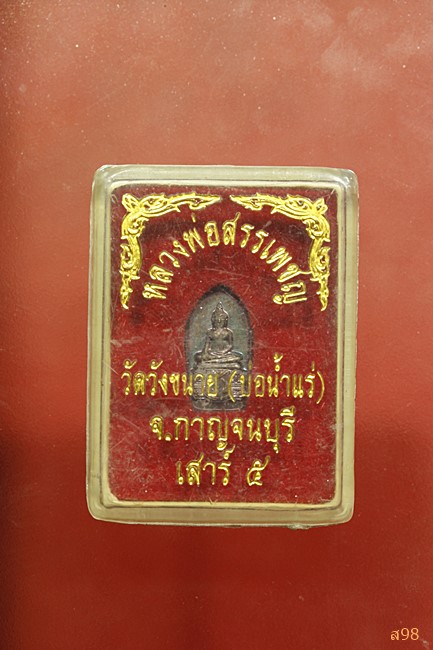 หลวงพ่อสรรเพชญ
วัดวังขนาย (บ่อน้ำแร่)
จ.กาญจนบุรี
เสาร์ ๕
ส98